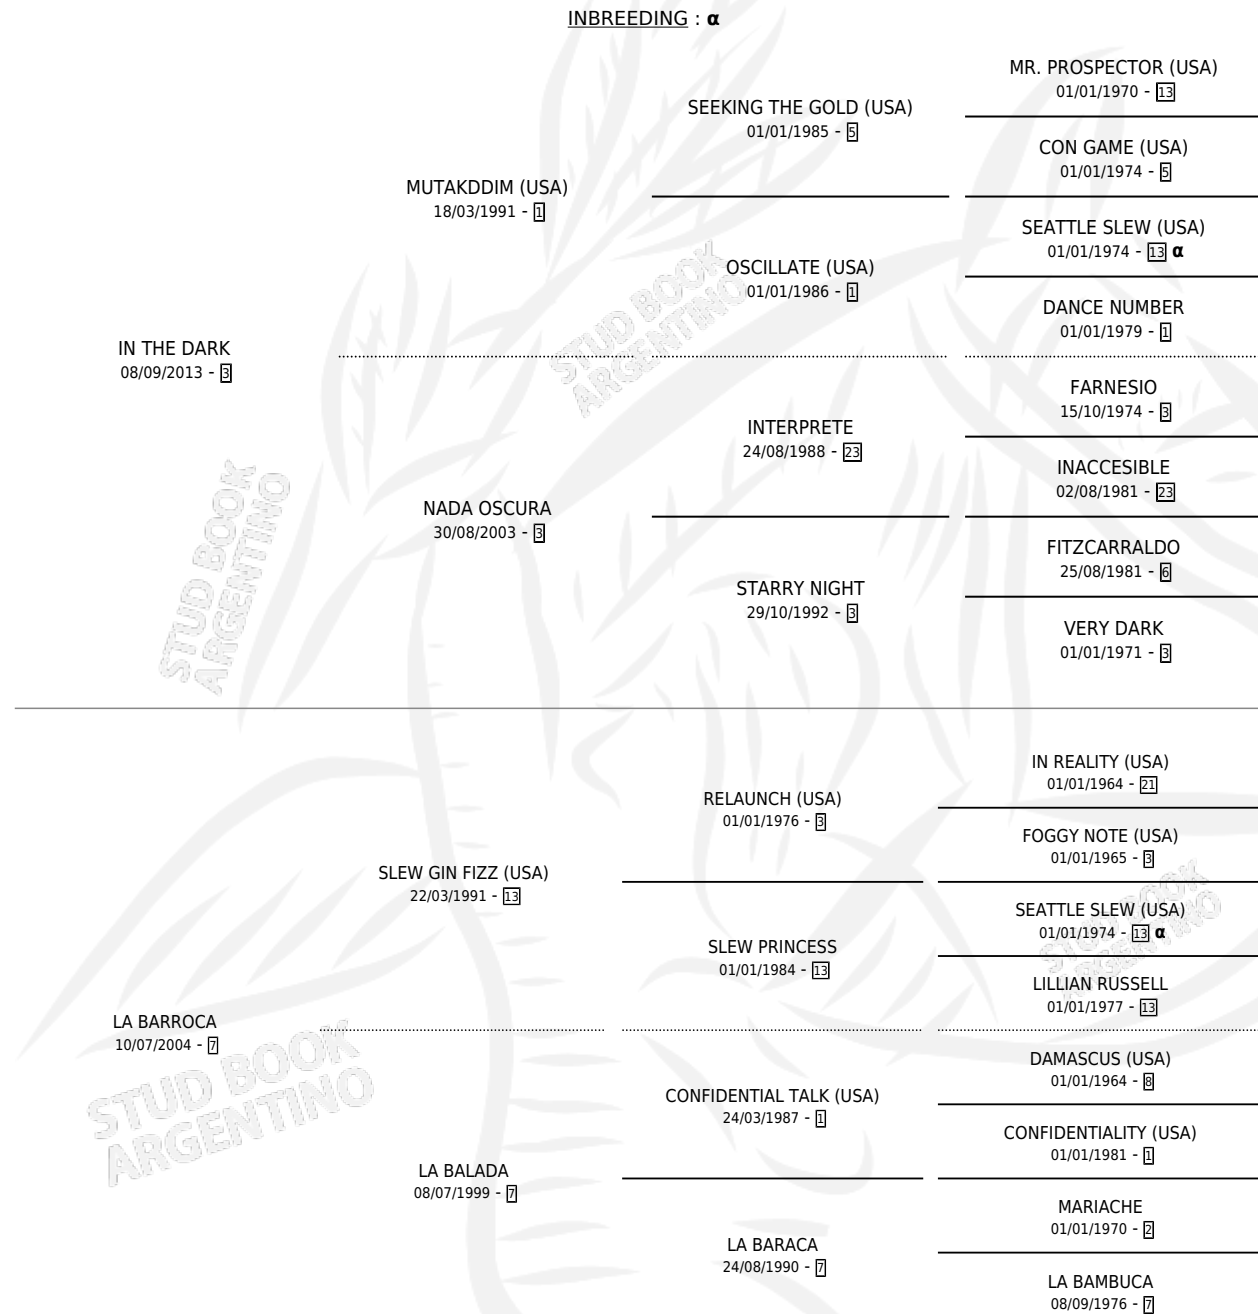 INBREEDING : α
MR. PROSPECTOR (USA)
01/01/1970 - 13
SEEKING THE GOLD (USA)
01/01/1985 - 5
CON GAME (USA)
01/01/1974 - 5
MUTAKDDIM (USA)
18/03/1991 - 1
SEATTLE SLEW (USA)
01/01/1974 - 13 α
OSCILLATE (USA)
01/01/1986 - 1
DANCE NUMBER
01/01/1979 - 1
IN THE DARK
08/09/2013 - 3
FARNESIO
15/10/1974 - 3
INTERPRETE
24/08/1988 - 23
INACCESIBLE
02/08/1981 - 23
NADA OSCURA
30/08/2003 - 3
FITZCARRALDO
25/08/1981 - 6
STARRY NIGHT
29/10/1992 - 3
VERY DARK
01/01/1971 - 3
IN REALITY (USA)
01/01/1964 - 21
RELAUNCH (USA)
01/01/1976 - 3
FOGGY NOTE (USA)
01/01/1965 - 3
SLEW GIN FIZZ (USA)
22/03/1991 - 13
SEATTLE SLEW (USA)
01/01/1974 - 13 α
SLEW PRINCESS
01/01/1984 - 13
LILLIAN RUSSELL
01/01/1977 - 13
LA BARROCA
10/07/2004 - 7
DAMASCUS (USA)
01/01/1964 - 8
CONFIDENTIAL TALK (USA)
24/03/1987 - 1
CONFIDENTIALITY (USA)
01/01/1981 - 1
LA BALADA
08/07/1999 - 7
MARIACHE
01/01/1970 - 2
LA BARACA
24/08/1990 - 7
LA BAMBUCA
08/09/1976 - 7
STUD BOOK
ARGENTINO
STUD BOOK
ARGENTINO
STUD BOOK
ARGENTINO
STUD BOOK
ARGENTINO